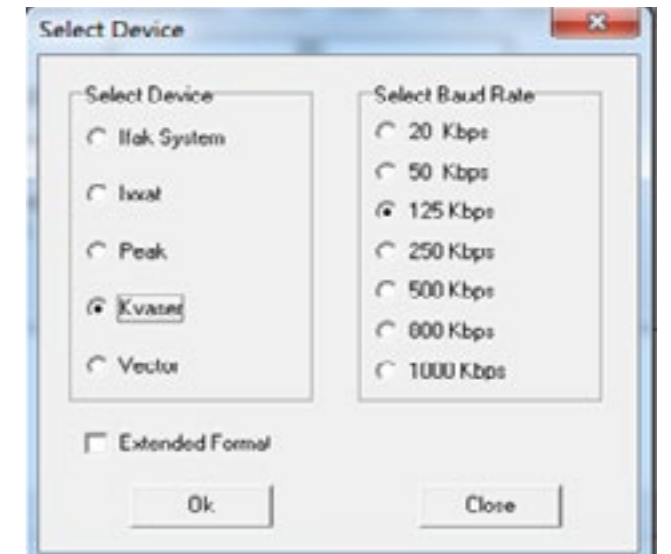 Select Device
Select Device
Ifak System
Ixxat
Peak
Kvaser
Vector
Select Baud Rate
20 Kbps
50 Kbps
125 Kbps
250 Kbps
500 Kbps
800 Kbps
1000 Kbps
Extended Format
Ok
Close